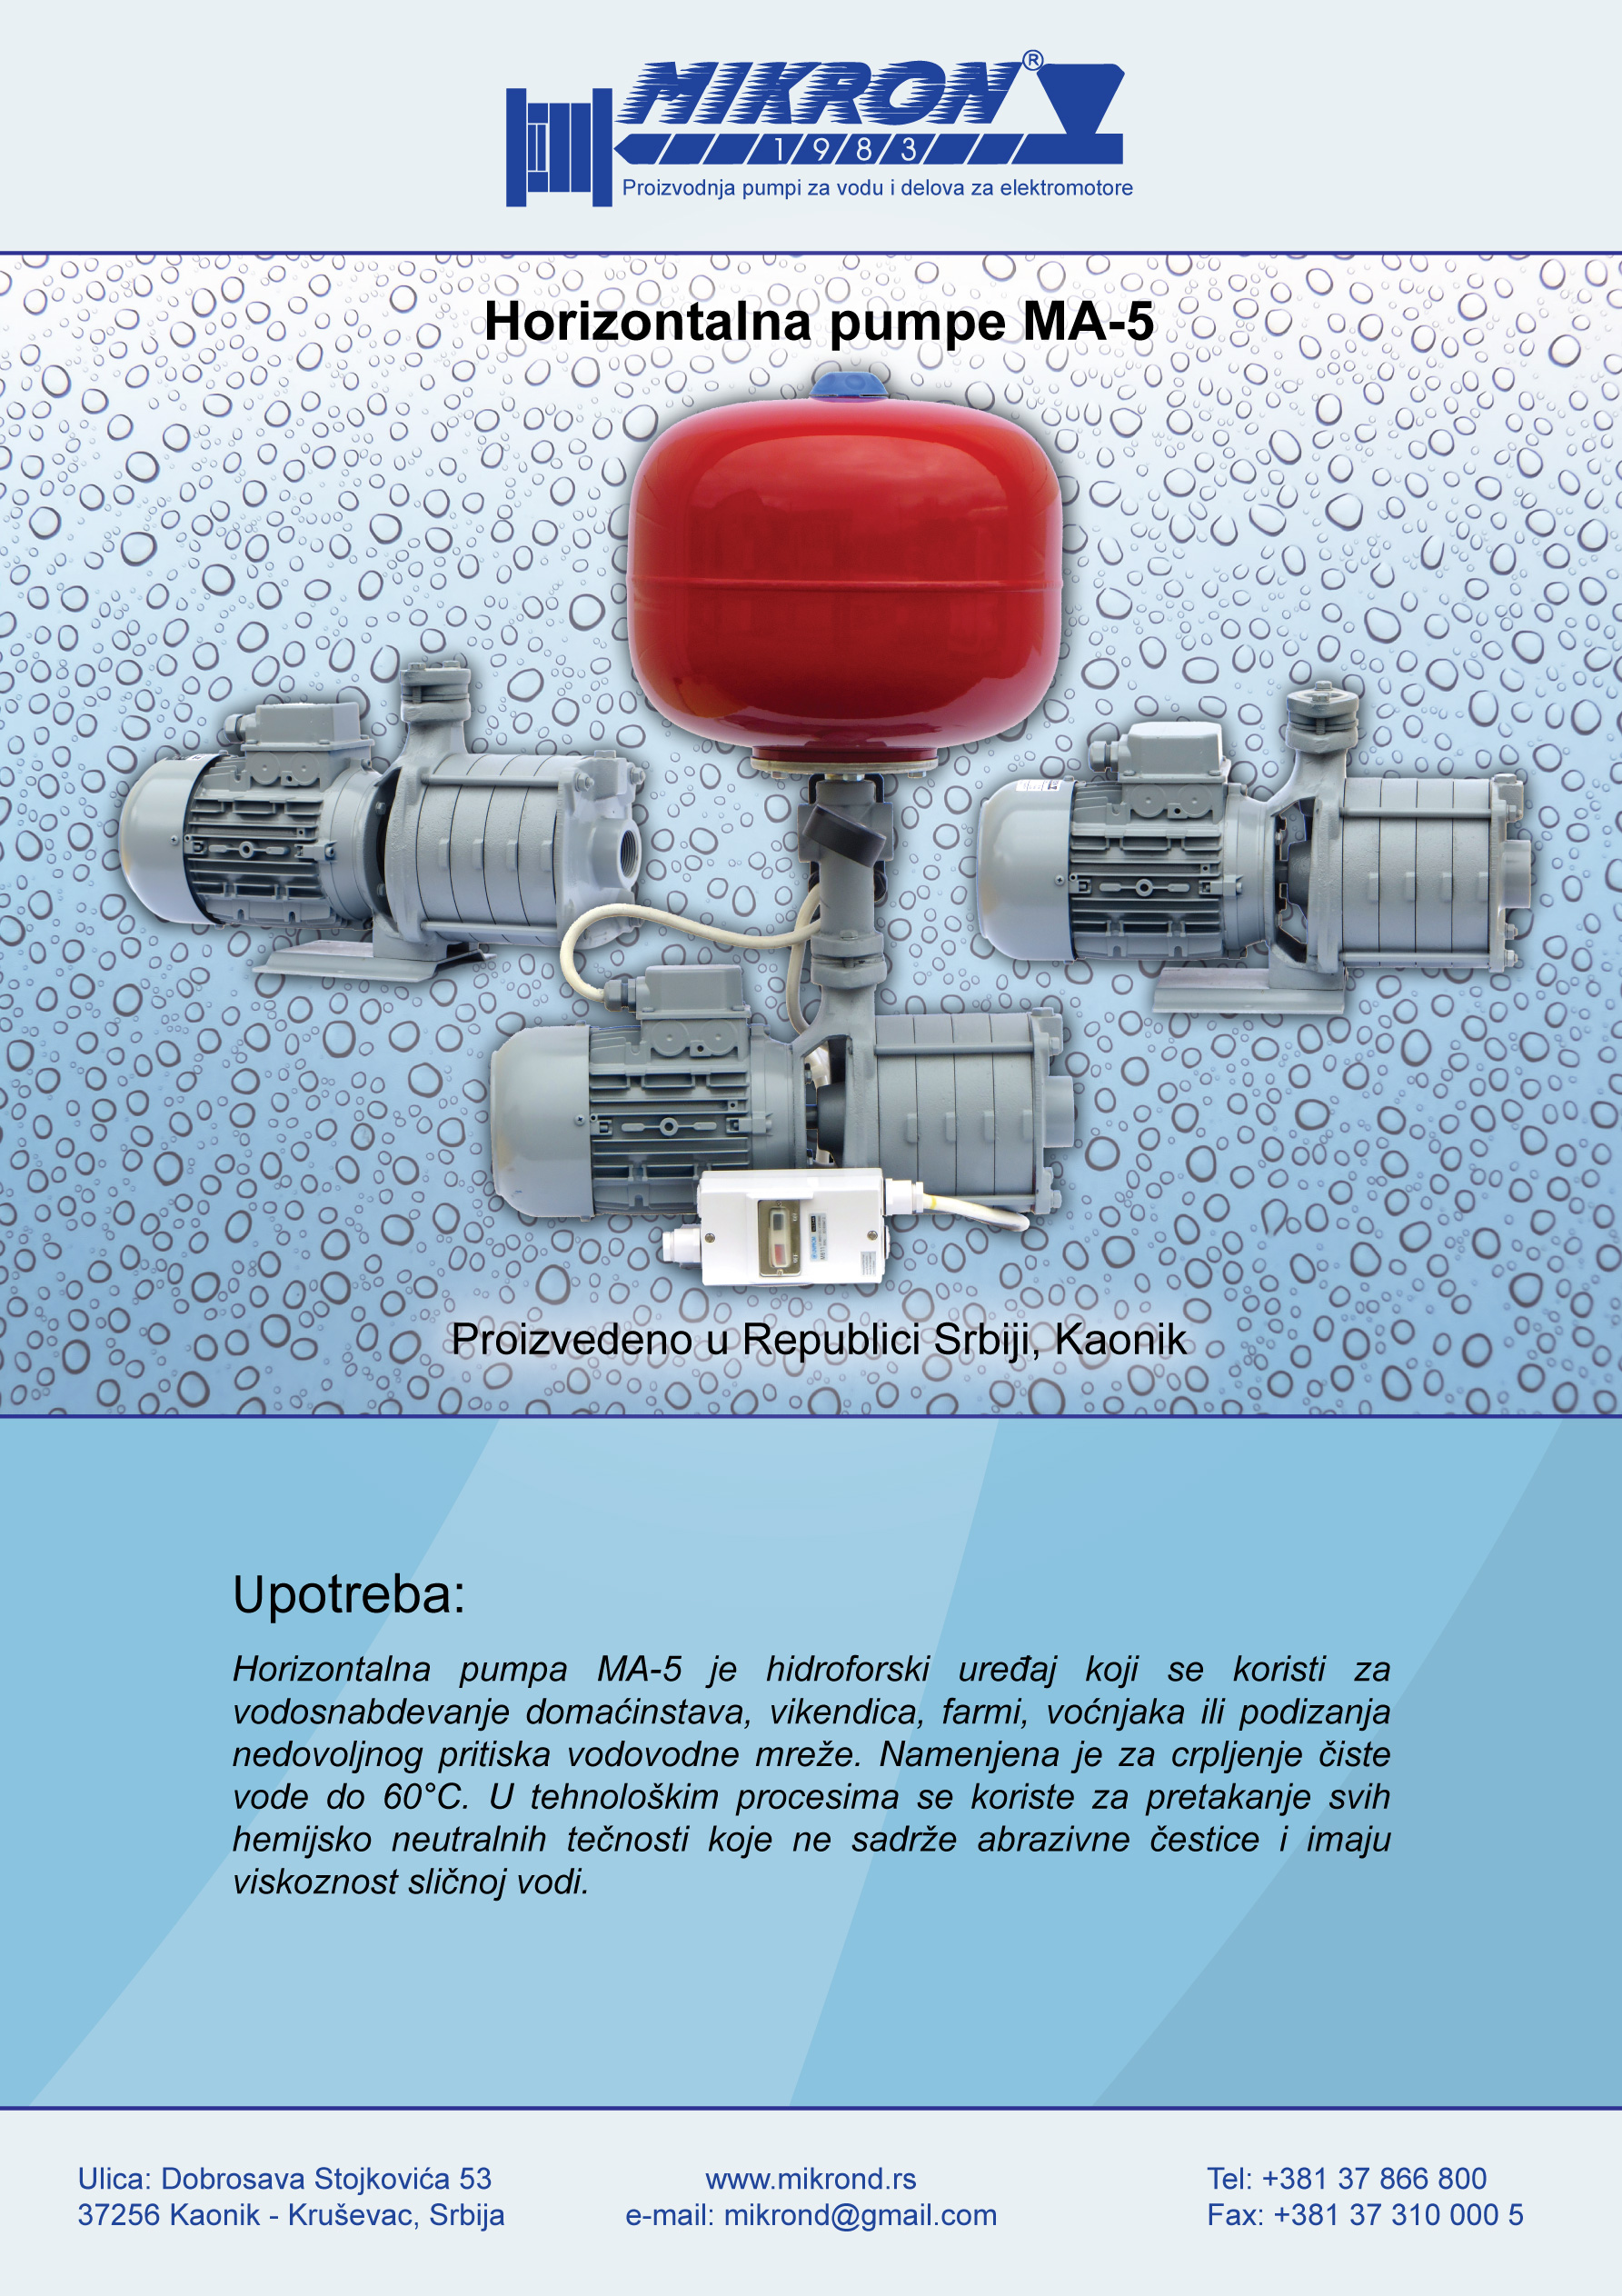 MIKRON®
1/9/8/3
Proizvodnja pumpi za vodu i delova za elektromotore
Horizontalna pumpe MA-5
Proizvedeno u Republici Srbiji, Kaonik
Upotreba:
Horizontalna pumpa MA-5 je hidroforski uređaj koji se koristi za
vodosnabdevanje domaćinstava, vikendica, farmi, voćnjaka ili podizanja
nedovoljnog pritiska vodovodne mreže. Namenjena je za crpljenje čiste
vode do 60°C. U tehnološkim procesima se koriste za pretakanje svih
hemijsko neutralnih tečnosti koje ne sadrže abrazivne čestice i imaju
viskoznost sličnoj vodi.
Ulica: Dobrosava Stojkovića 53
37256 Kaonik - Kruševac, Srbija
www.mikrond.rs
e-mail: mikrond@gmail.com
Tel: +381 37 866 800
Fax: +381 37 310 000 5